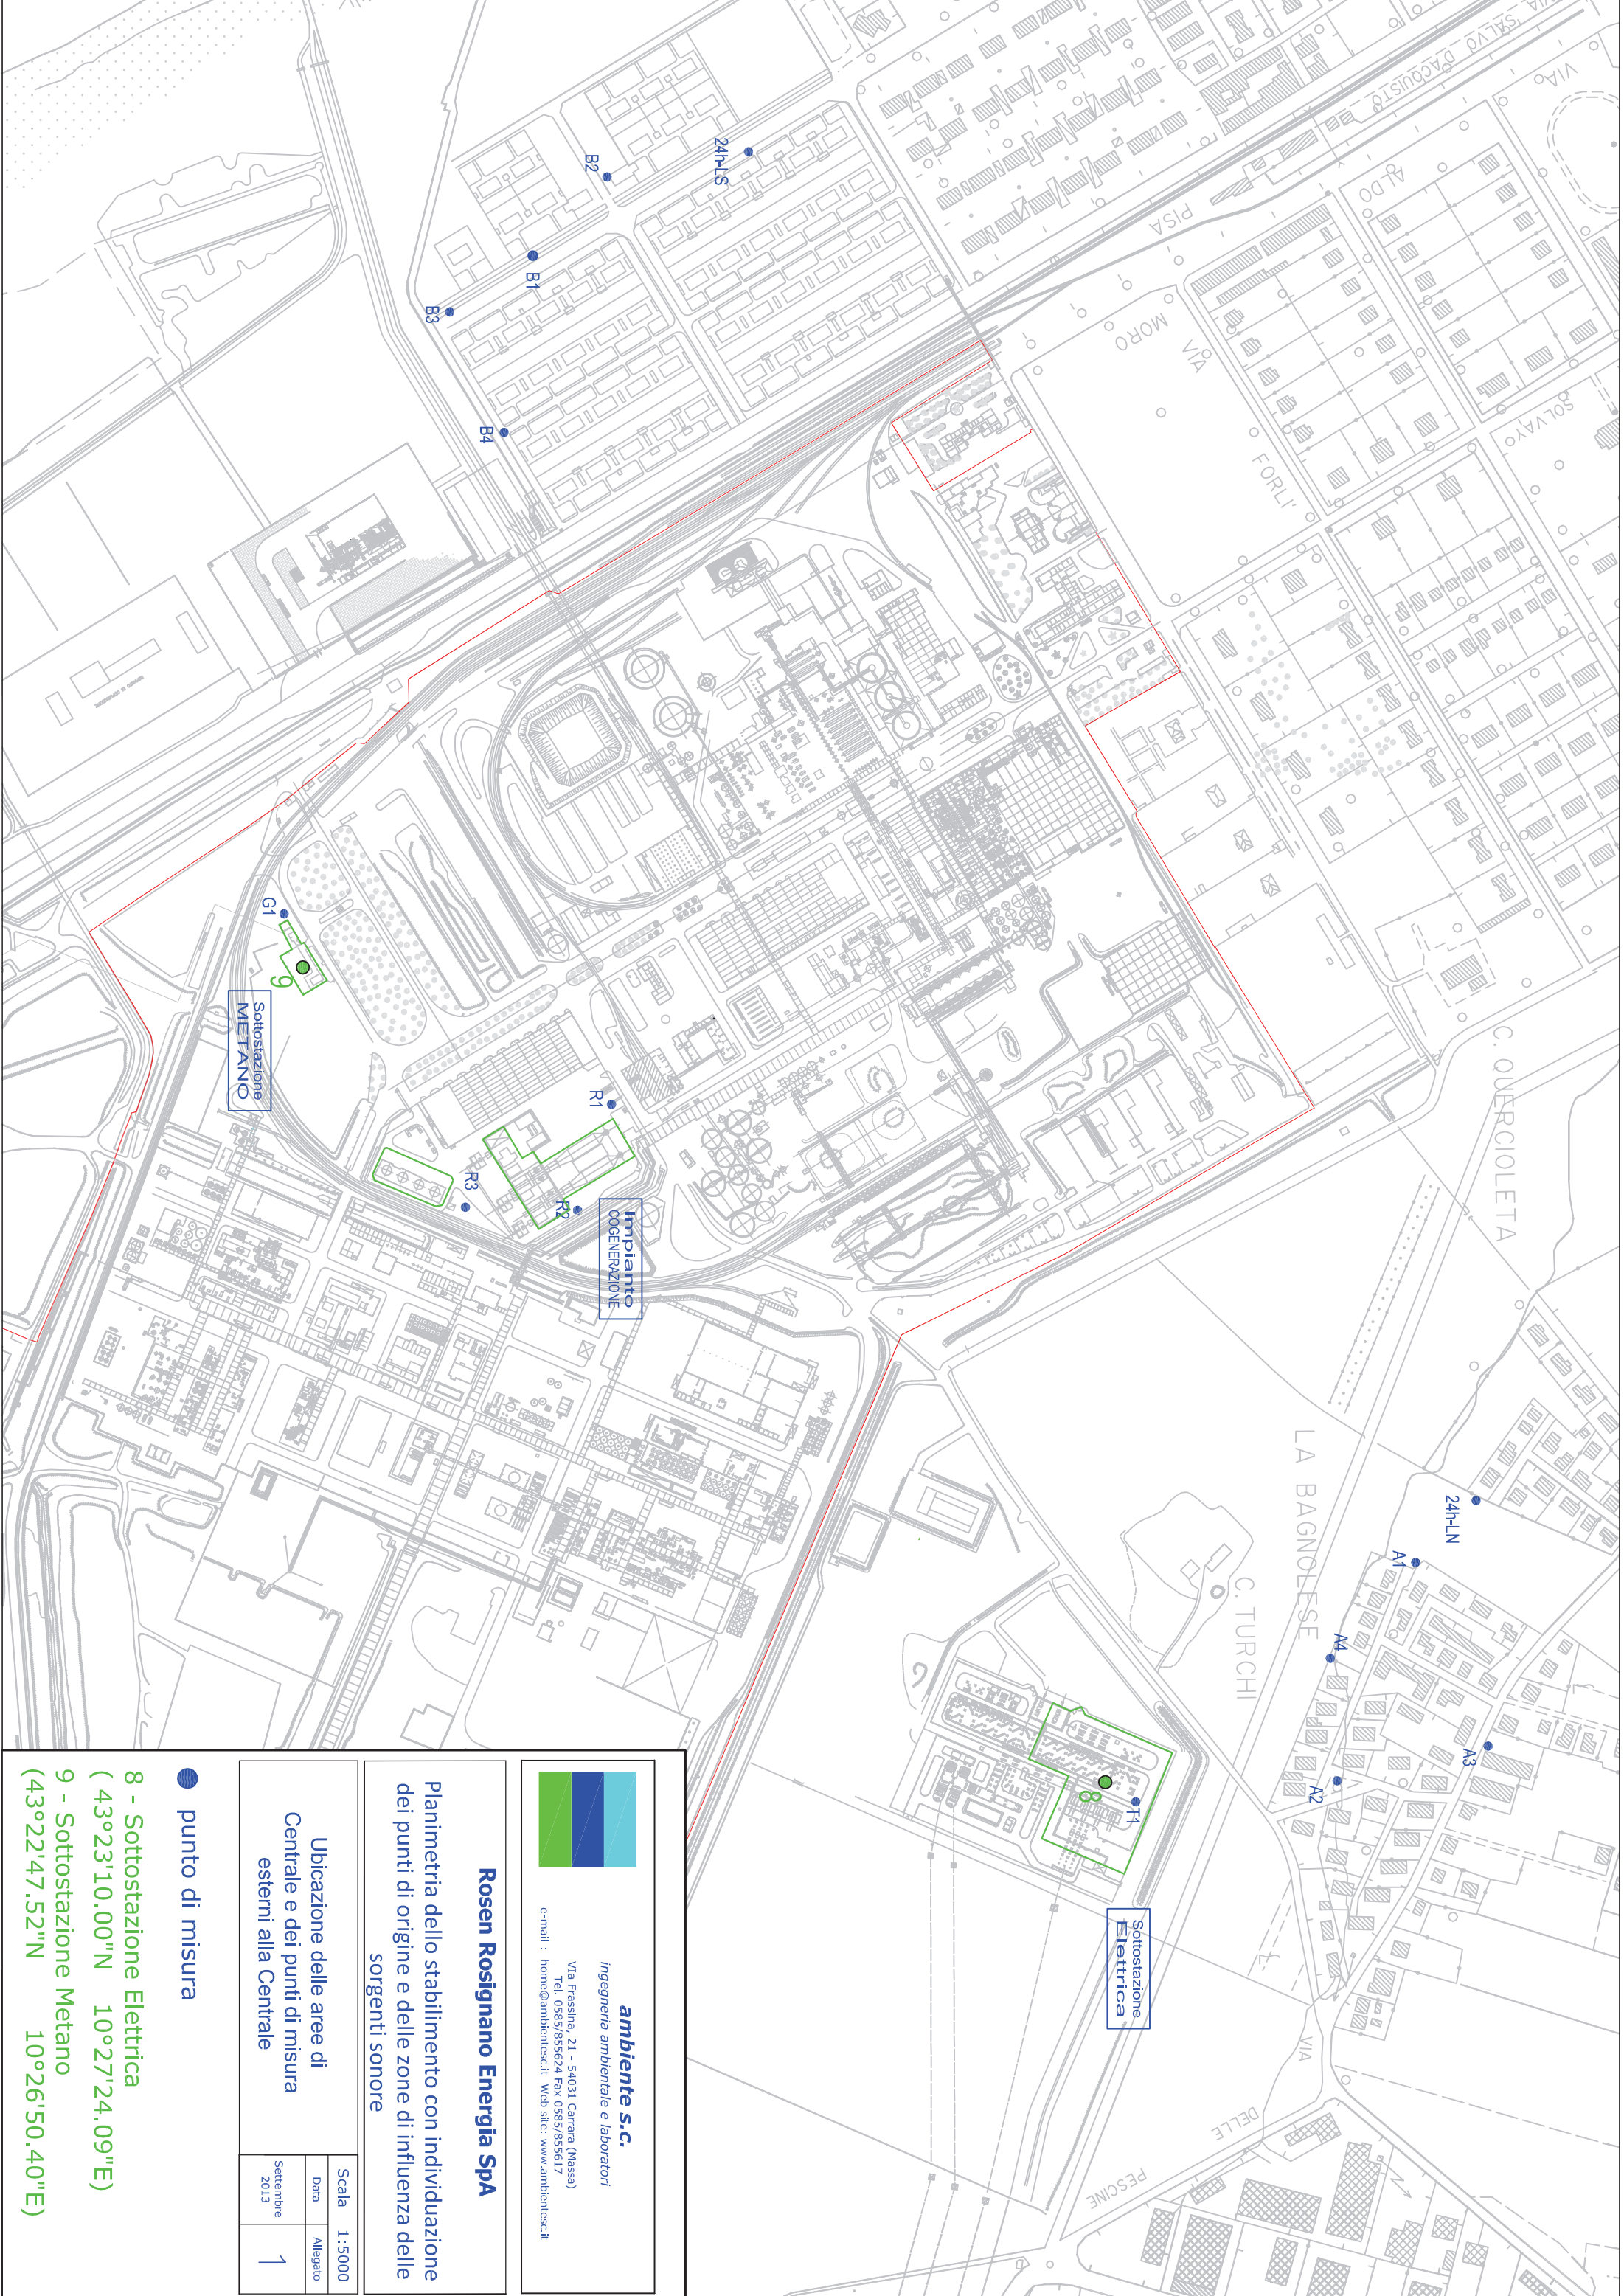 VIA SALVO D'ACQUISTO
VIA
ALDO
PISA
MORO
VIA
FORLI'
SOLVAYO
C. QUERCIOLETA
LA BAGNOLESE
C. TURCHI
VIA
DELLE
PESCINE
24h-LS
B2
B1
B3
B4
G1
9
Sottostazione
METANO
R1
R2
R3
Impianto
COGENERAZIONE
24h-LN
A1
A4
A3
A2
T1
8
Sottostazione
Elettrica
ambiente s.c.
ingegneria ambientale e laboratori
Via Frassina, 21 - 54031 Carrara (Massa)
Tel. 0585/855624 Fax 0585/855617
e-mail : home@ambientesc.it Web site: www.ambientesc.it
Rosen Rosignano Energia SpA
Planimetria dello stabilimento con individuazione
dei punti di origine e delle zone di influenza delle
sorgenti sonore
Ubicazione delle aree di
Centrale e dei punti di misura
esterni alla Centrale
Scala 1:5000
Data
Allegato
Settembre
2013
1
punto di misura
8 - Sottostazione Elettrica
( 43°23'10.00"N 10°27'24.09"E)
9 - Sottostazione Metano
(43°22'47.52"N 10°26'50.40"E)